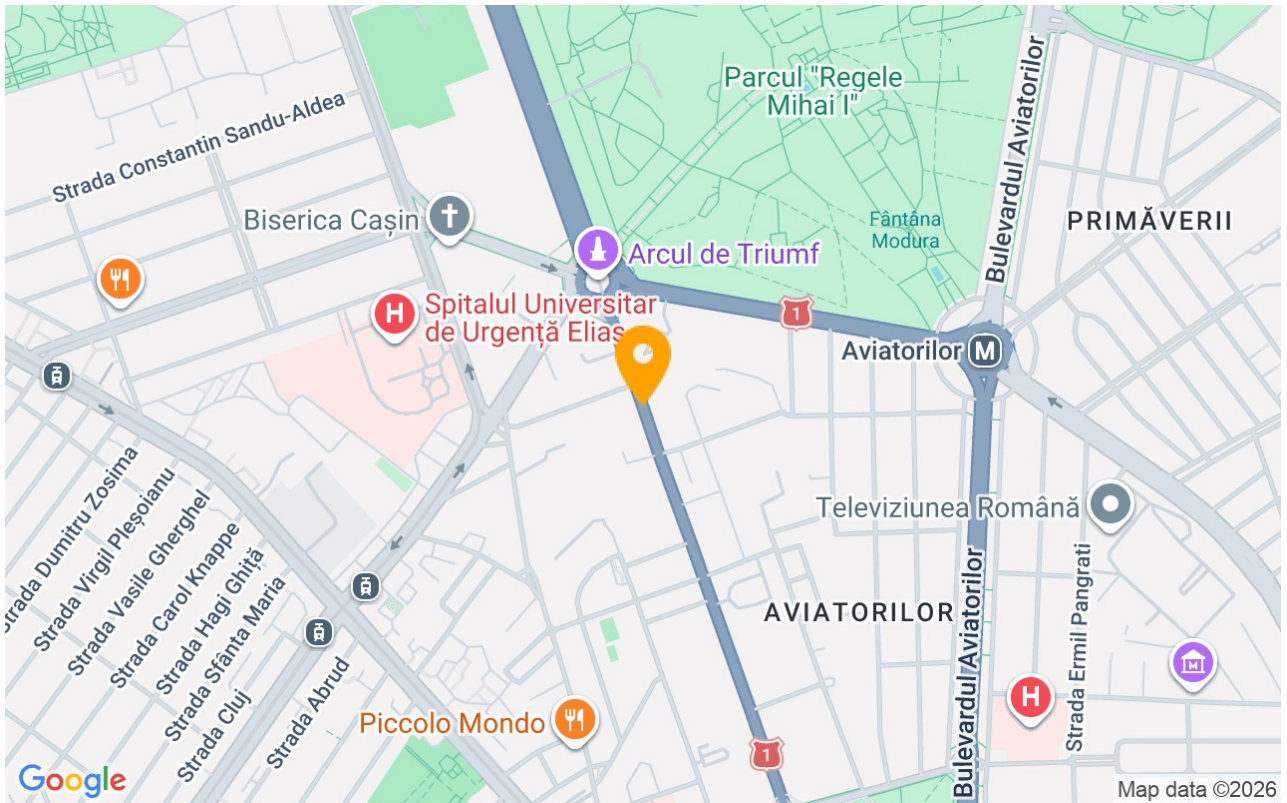 Parcul "Regele
Mihai I"
Bulevardul Aviatorilor
Strada Constantin Sandu-Aldea
Biserica Cașin
Fântâna
Modura
PRIMĂVERII
Arcul de Triumf
Spitalul Universitar
de Urgență Elias
H
1
Aviatorilor
M
Strada Dumitru Zosima
Strada Virgil Pleșoianu
Strada Vasile Gherghel
Strada Carol Knappe
Strada Hagi Ghiță
Strada Sfânta Maria
Strada Cluj
Strada Abrud
Televiziunea Română
AVIATORILOR
Bulevardul Aviatorilor
Strada Ermil Pangrati
H
M
Piccolo Mondo
1
Google
Map data ©2026